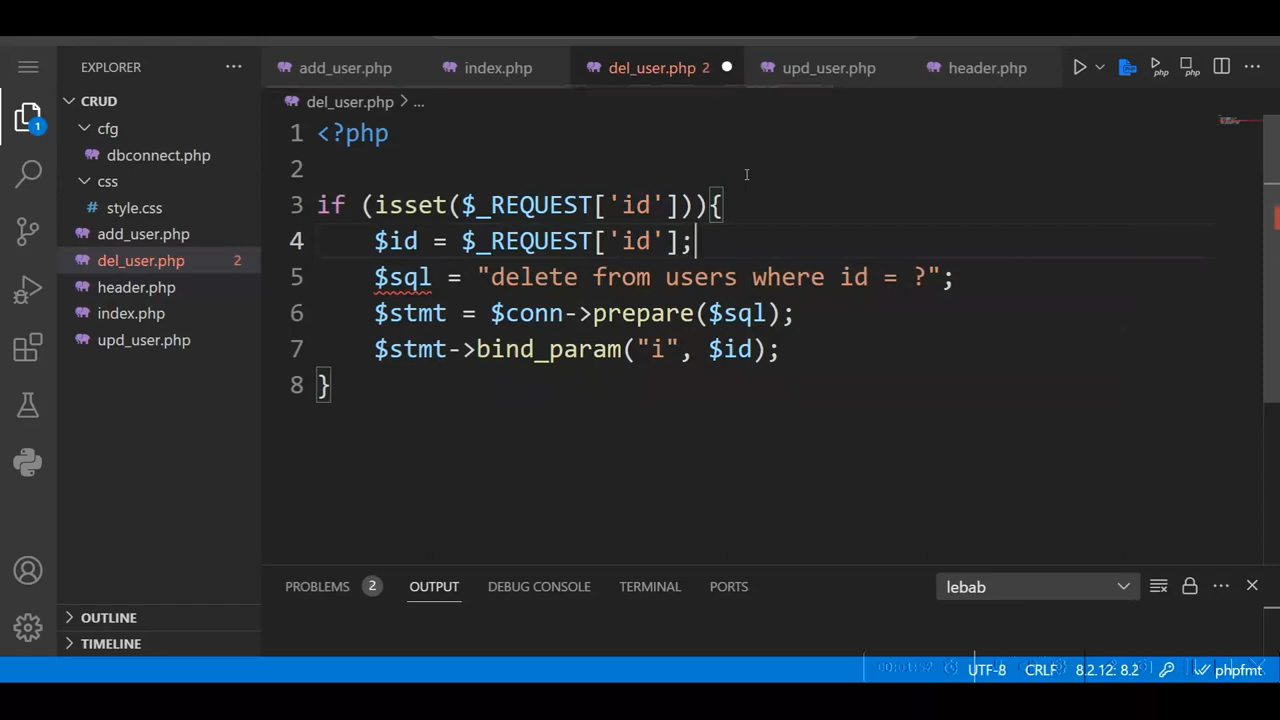 EXPLORER ...
add_user.php index.php del_user.php 2 upd_user.php header.php
CRUD
cfg
dbconnect.php
css
style.css
add_user.php
del_user.php 2
header.php
index.php
upd_user.php
OUTLINE
TIMELINE
1
del_user.php > ...
1 <?php
2
3 if (isset($_REQUEST['id'])){
4 $id = $_REQUEST['id'];
5 $sql = "delete from users where id = ?";
6 $stmt = $conn->prepare($sql);
7 $stmt->bind_param("i", $id);
8 }
PROBLEMS 2 OUTPUT DEBUG CONSOLE TERMINAL PORTS lebab
UTF-8 CRLF 8.2.12: 8.2 phpfmt